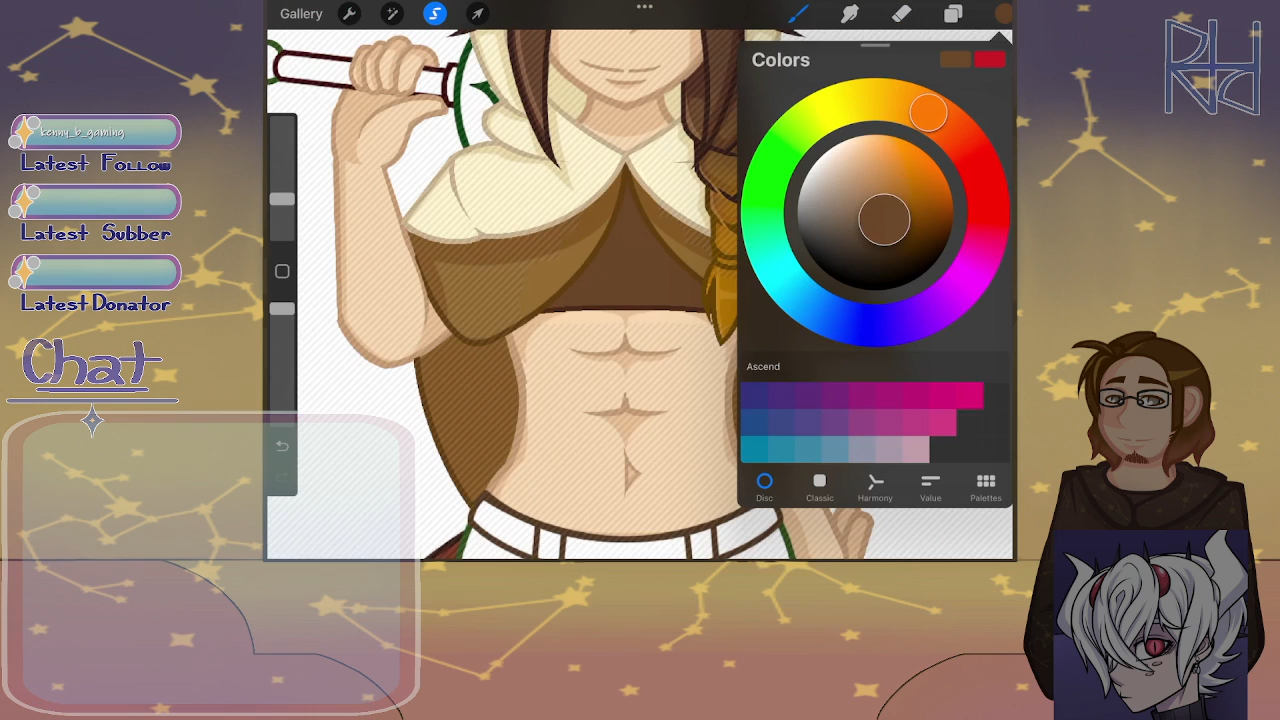 Gallery
Colors
kenny_b_gaming
Latest Follow
Latest Subber
Latest Donator
Chat
Ascend
Disc
Classic
Harmony
Value
Palettes